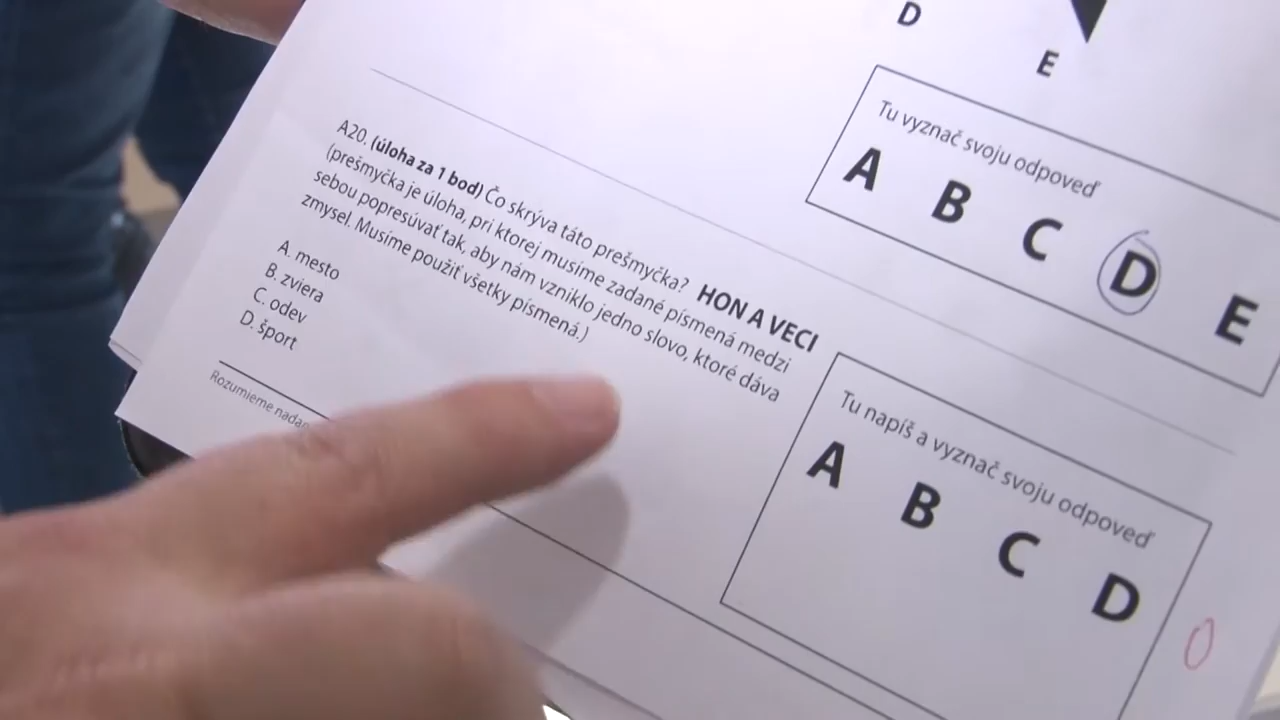 D
E
Tu vyznač svoju odpoveď
A B C D E
A20. (úloha za 1 bod) Čo skrýva táto prešmyčka? HON A VECI
(prešmyčka je úloha, pri ktorej musíme zadané písmená medzi
sebou popresúvať tak, aby nám vzniklo jedno slovo, ktoré dáva
zmysel. Musíme použiť všetky písmená.)
A. mesto
B. zviera
C. odev
D. šport
Tu napíš a vyznač svoju odpoveď
A B C D
0
Rozumieme